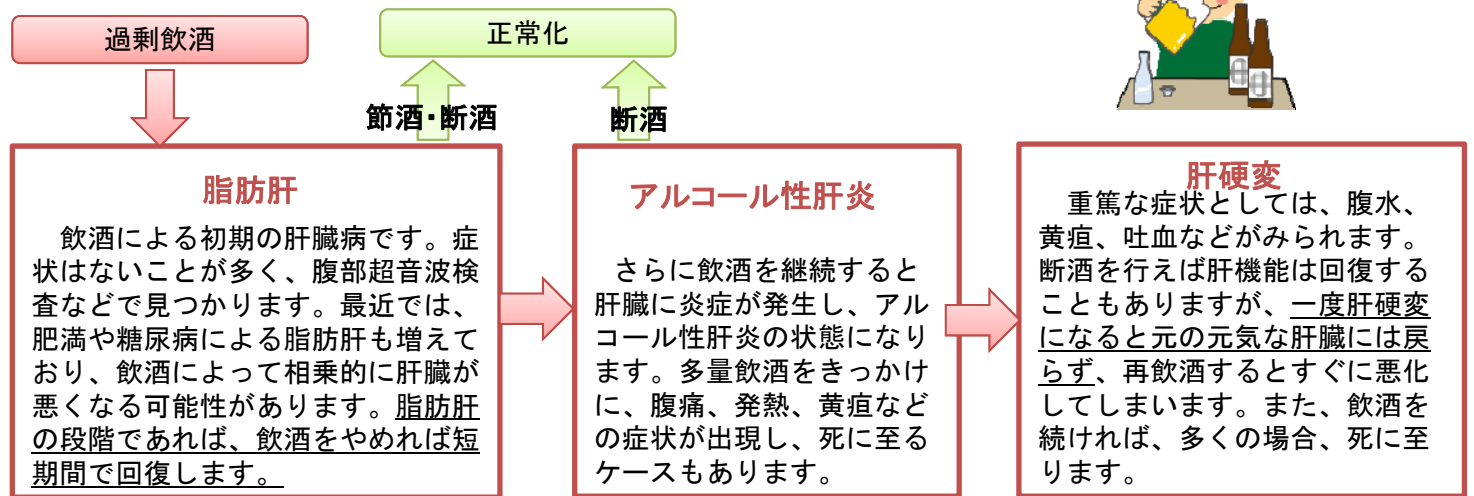 過剰飲酒
正常化
節酒・断酒
断酒
脂肪肝
飲酒による初期の肝臓病です。症
状はないことが多く、腹部超音波検
査などで見つかります。最近では、
肥満や糖尿病による脂肪肝も増えて
おり、飲酒によって相乗的に肝臓が
悪くなる可能性があります。脂肪肝
の段階であれば、飲酒をやめれば短
期間で回復します。
アルコール性肝炎
さらに飲酒を継続すると
肝臓に炎症が発生し、アル
コール性肝炎の状態になり
ます。多量飲酒をきっかけ
に、腹痛、発熱、黄疸など
の症状が出現し、死に至る
ケースもあります。
肝硬変
重篤な症状としては、腹水、
黄疸、吐血などがみられます。
断酒を行えば肝機能は回復する
こともありますが、一度肝硬変
になると元の元気な肝臓には戻
らず、再飲酒するとすぐに悪化
してしまいます。また、飲酒を
続ければ、多くの場合、死に至
ります。